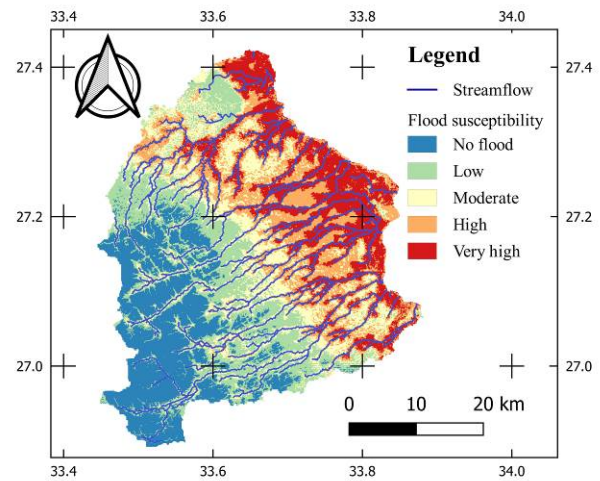 33.4 33.6 33.8 34.0
27.4 27.4
Legend
Streamflow
Flood susceptibility
No flood
Low
Moderate
High
Very high
27.2 27.2
27.0 27.0
0 10 20 km
33.4 33.6 33.8 34.0